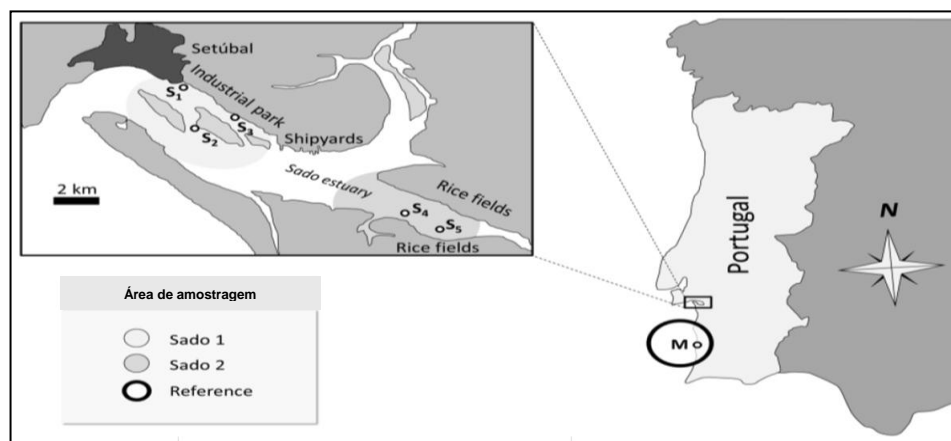 Setúbal
Industrial park
S1
S2
S3
Shipyards
2 km
Sado estuary
Rice fields
S4
S5
Rice fields
Área de amostragem
Sado 1
Sado 2
Reference
Portugal
N
M